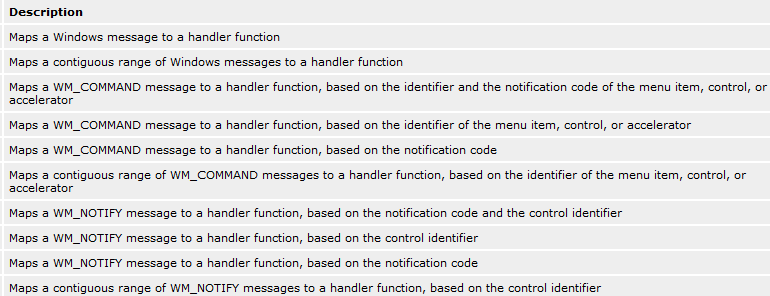 Description
Maps a Windows message to a handler function
Maps a contiguous range of Windows messages to a handler function
Maps a WM_COMMAND message to a handler function, based on the identifier and the notification code of the menu item, control, or
accelerator
Maps a WM_COMMAND message to a handler function, based on the identifier of the menu item, control, or accelerator
Maps a WM_COMMAND message to a handler function, based on the notification code
Maps a contiguous range of WM_COMMAND messages to a handler function, based on the identifier of the menu item, control, or
accelerator
Maps a WM_NOTIFY message to a handler function, based on the notification code and the control identifier
Maps a WM_NOTIFY message to a handler function, based on the control identifier
Maps a WM_NOTIFY message to a handler function, based on the notification code
Maps a contiguous range of WM_NOTIFY messages to a handler function, based on the control identifier